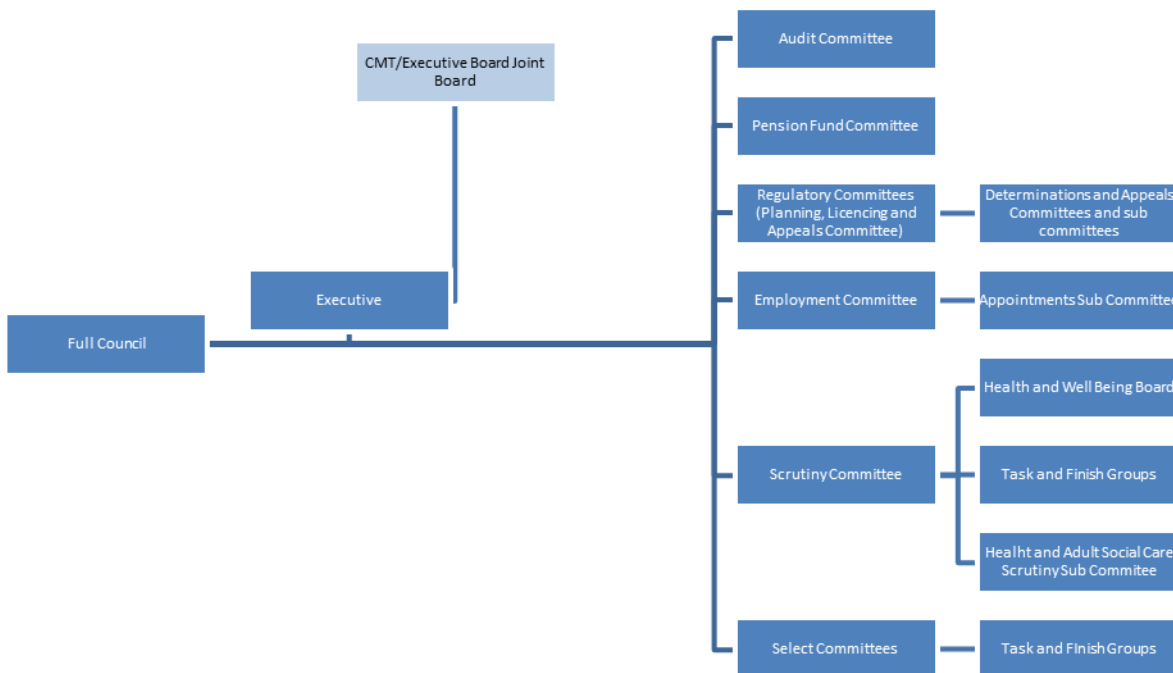 Audit Committee
CMT/Executive Board Joint
Board
Pension Fund Committee
Regulatory Committees
(Planning, Licencing and
Appeals Committee)
Determinations and Appeals
Committees and sub
committees
Executive
Employment Committee
Appointments Sub Committee
Full Council
Health and Well Being Board
Scrutiny Committee
Task and Finish Groups
Healht and Adult Social Care
Scrutiny Sub Commitee
Select Committees
Task and FInish Groups